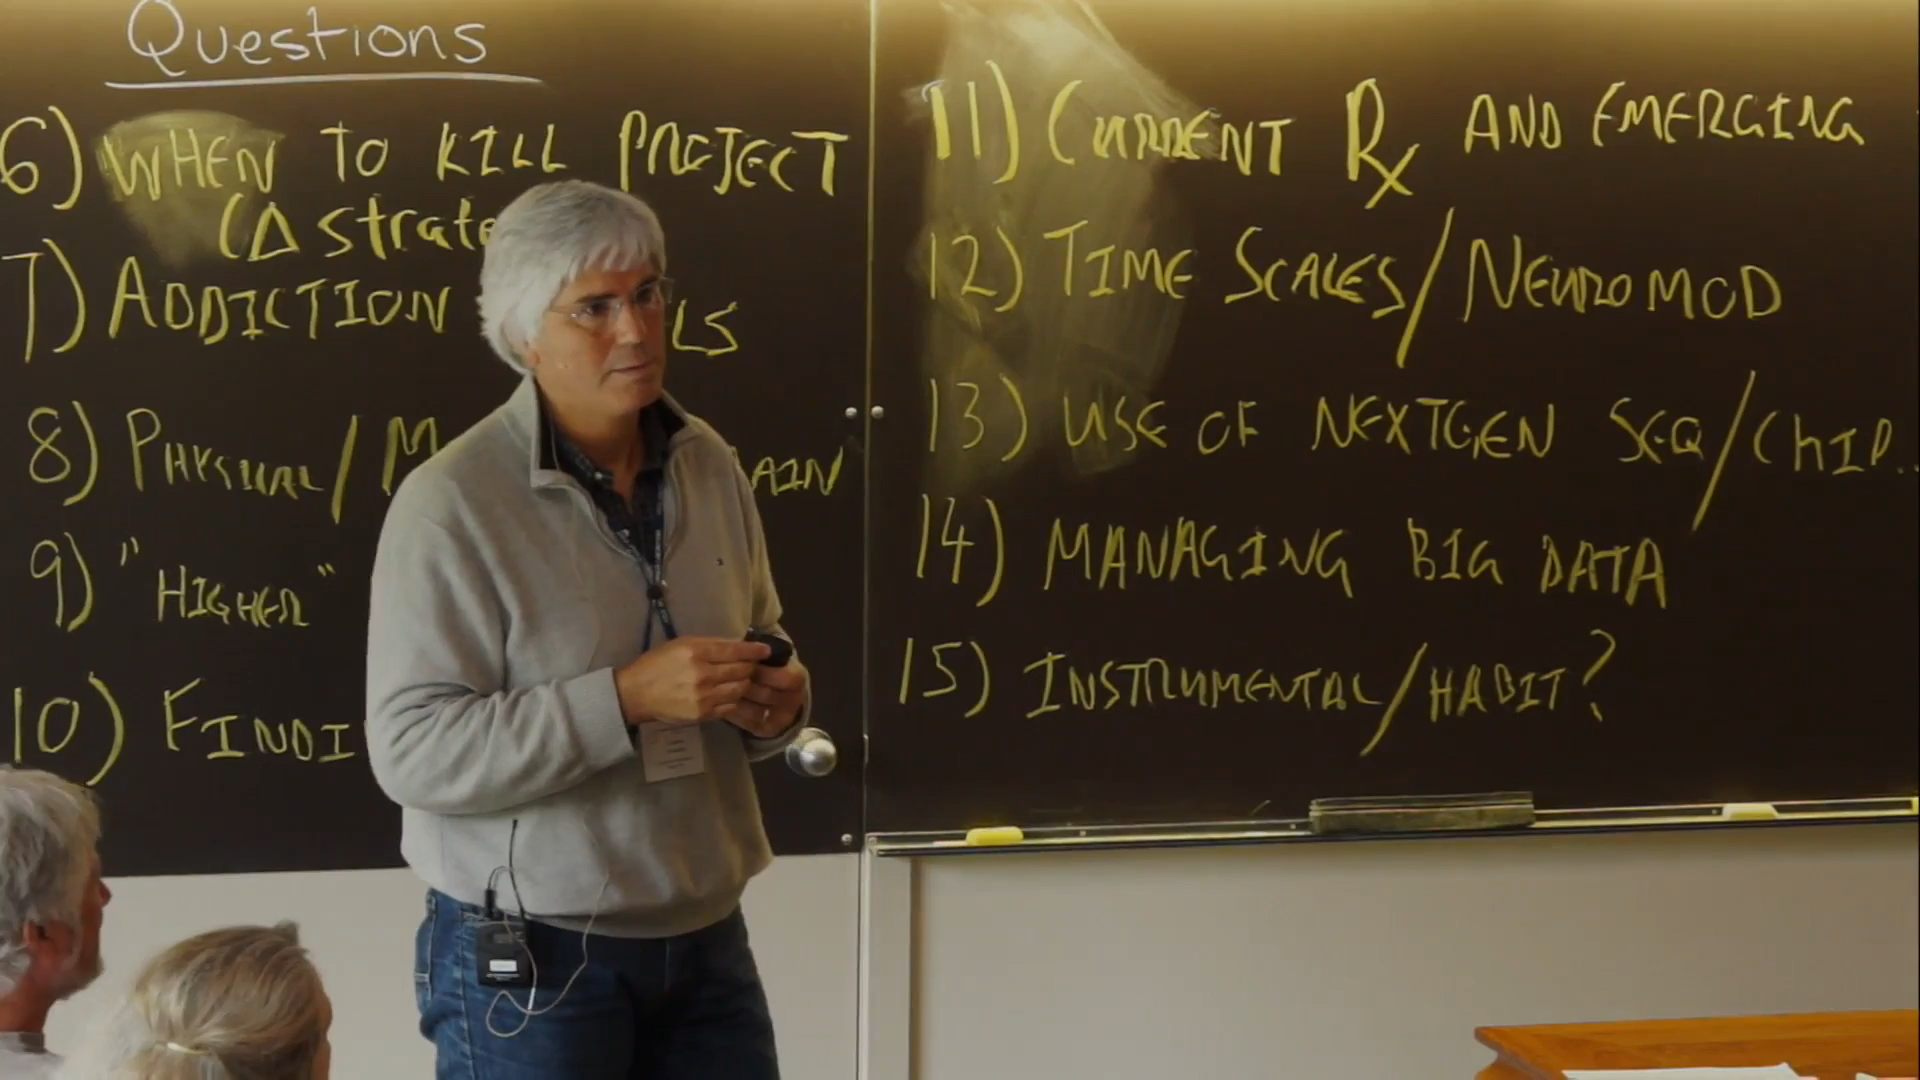 Questions
6) WHEN TO KILL PROJECT
(Δ strate
7) ADDICTION LS
8) PHYSICAL/M AIN
9) "HIGHER"
10) FINDI
11) CURRENT Rx AND EMERGING
12) TIME SCALES/NEUROMOD
13) USE OF NEXTGEN SEQ/ChIP...
14) MANAGING BIG DATA
15) INSTRUMENTAL/HABIT?